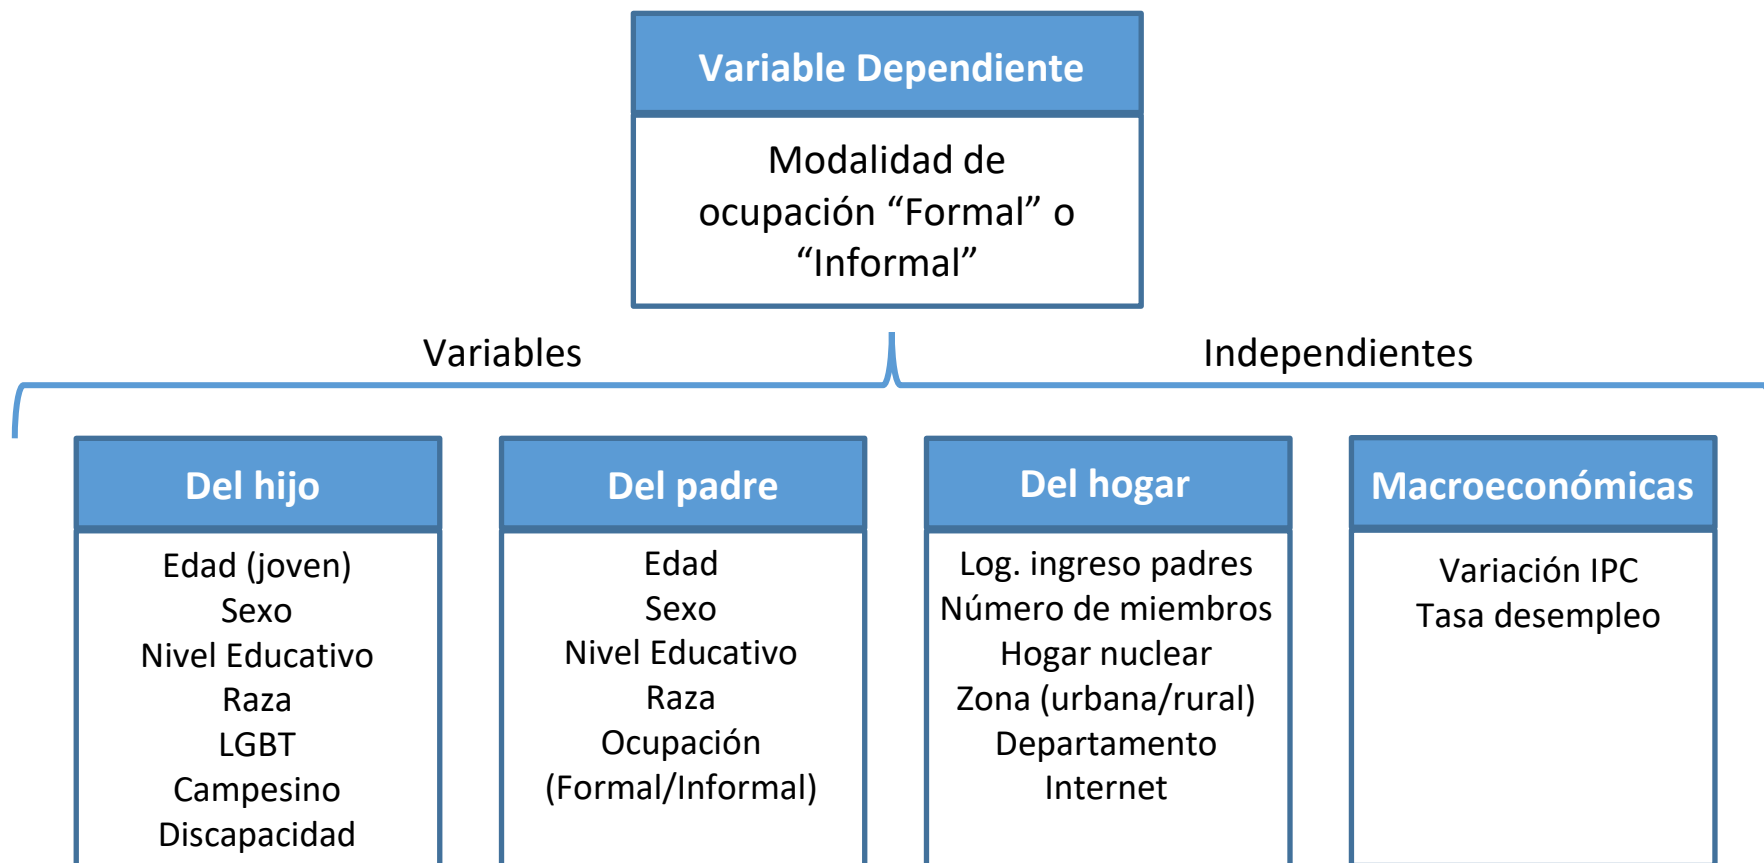 Variable Dependiente
Modalidad de
ocupación “Formal” o
“Informal”
Variables
Independientes
Del hijo
Edad (joven)
Sexo
Nivel Educativo
Raza
LGBT
Campesino
Discapacidad
Del padre
Edad
Sexo
Nivel Educativo
Raza
Ocupación
(Formal/Informal)
Del hogar
Log. ingreso padres
Número de miembros
Hogar nuclear
Zona (urbana/rural)
Departamento
Internet
Macroeconómicas
Variación IPC
Tasa desempleo